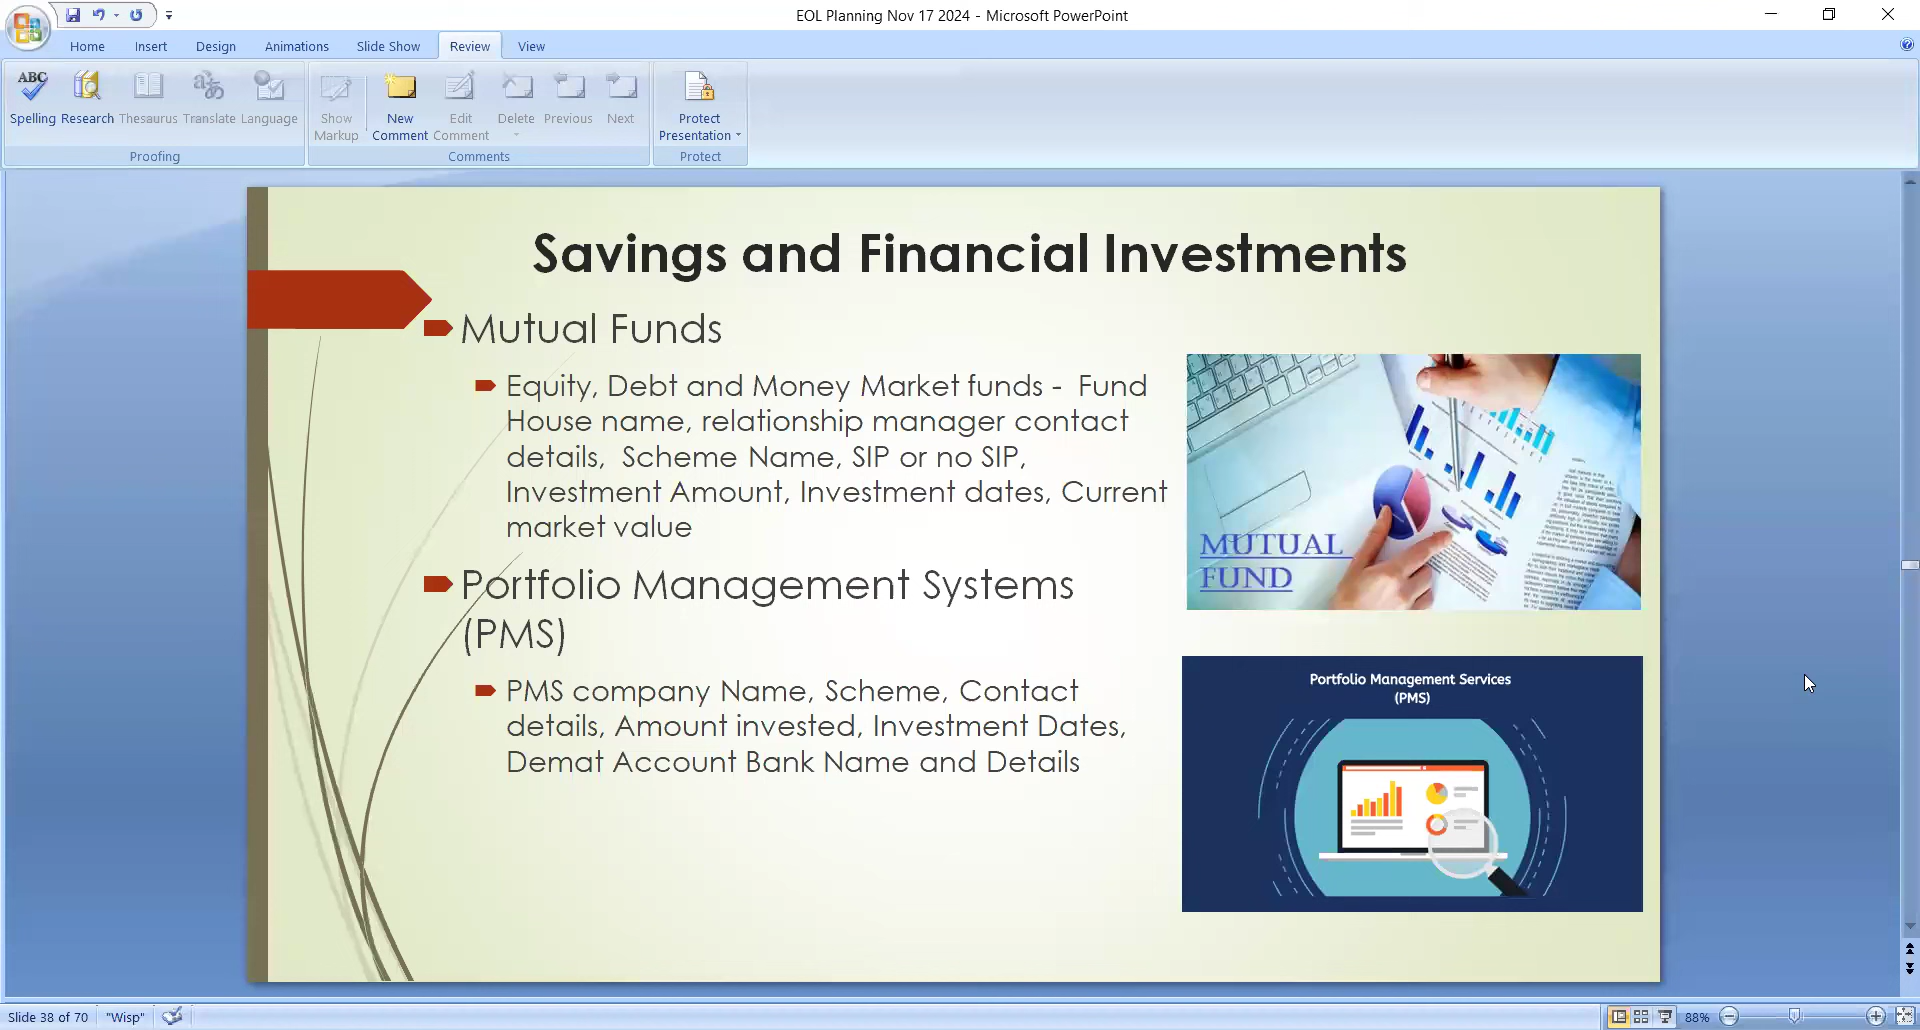 EOL Planning Nov 17 2024 - Microsoft PowerPoint
Home Insert Design Animations Slide Show Review View
ABC
Spelling Research Thesaurus Translate Language
Show Markup
New Comment
Edit Comment
Delete Previous Next
Protect Presentation
Proofing Comments Protect
Savings and Financial Investments
Mutual Funds
Equity, Debt and Money Market funds - Fund
House name, relationship manager contact
details, Scheme Name, SIP or no SIP,
Investment Amount, Investment dates, Current
market value
MUTUAL
FUND
Portfolio Management Systems
(PMS)
PMS company Name, Scheme, Contact
details, Amount invested, Investment Dates,
Demat Account Bank Name and Details
Portfolio Management Services
(PMS)
Slide 38 of 70 "Wisp" 88%